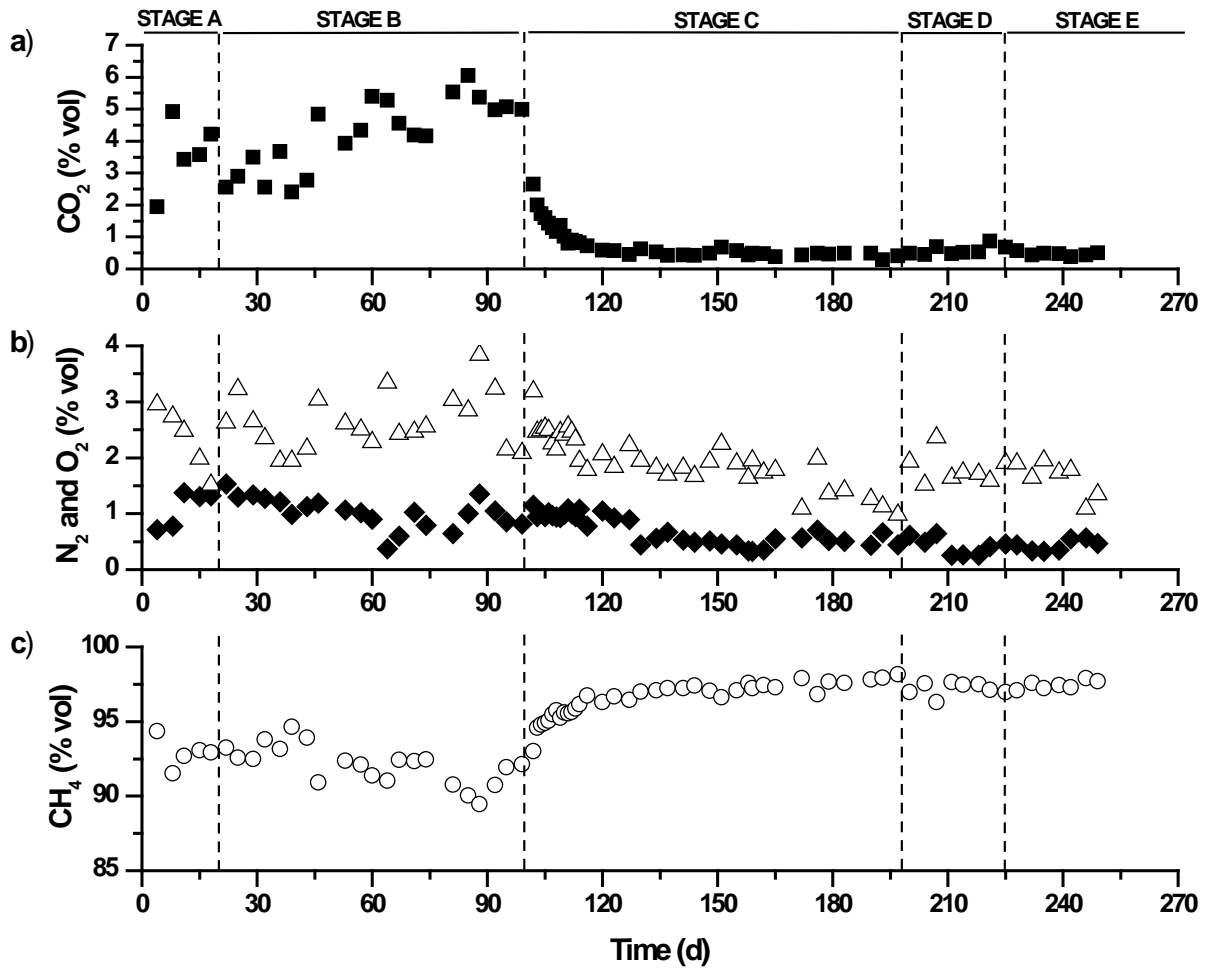 STAGE A STAGE B STAGE C STAGE D STAGE E
a)
7
6
5
4
3
2
1
0
CO2 (% vol)
0 30 60 90 120 150 180 210 240 270
b)
4
3
2
1
0
N2 and O2 (% vol)
0 30 60 90 120 150 180 210 240 270
c)
100
95
90
85
CH4 (% vol)
0 30 60 90 120 150 180 210 240 270
Time (d)